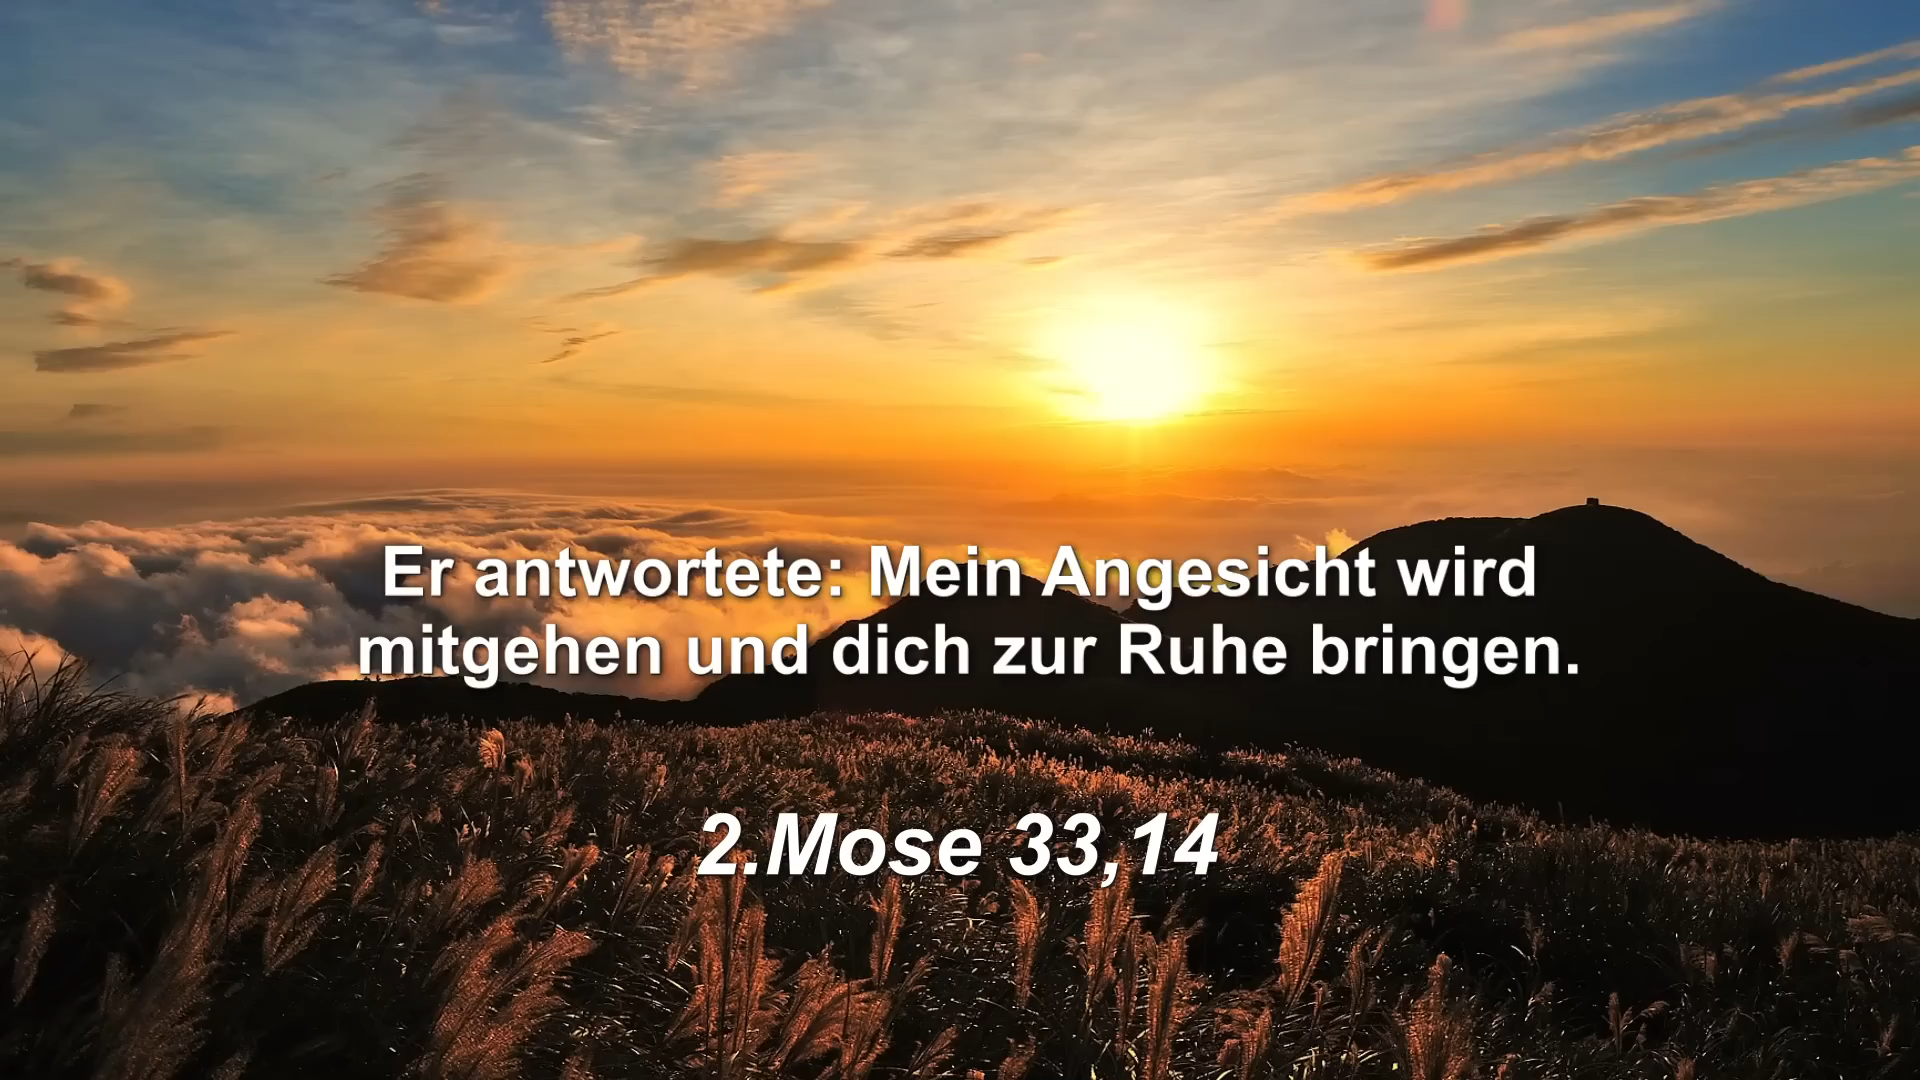 Er antwortete: Mein Angesicht wird
mitgehen und dich zur Ruhe bringen.
2.Mose 33,14